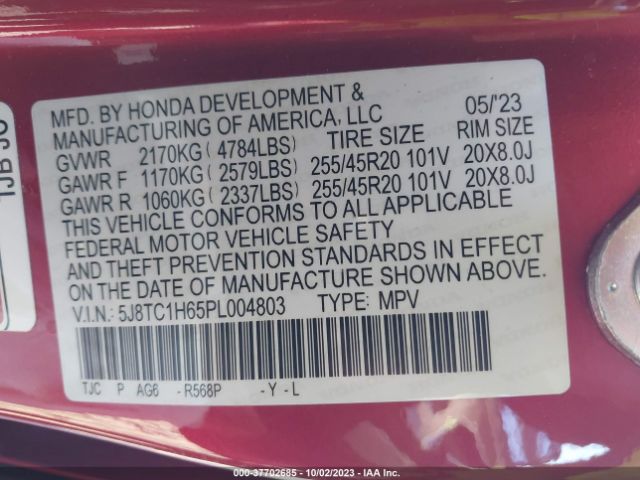 MFD. BY HONDA DEVELOPMENT & 05/'23
MANUFACTURING OF AMERICA, LLC
TIRE SIZE RIM SIZE
GVWR 2170KG ( 4784LBS)
GAWR F 1170KG ( 2579LBS) 255/45R20 101V 20X8.0J
GAWR R 1060KG ( 2337LBS) 255/45R20 101V 20X8.0J
THIS VEHICLE CONFORMS TO ALL APPLICABLE
FEDERAL MOTOR VEHICLE SAFETY
AND THEFT PREVENTION STANDARDS IN EFFECT
ON THE DATE OF MANUFACTURE SHOWN ABOVE.
V.I.N.: 5J8TC1H65PL004803 TYPE: MPV
TJC P AG6 -R568P -Y-L
000-37702685 - 10/02/2023 - IAA Inc.